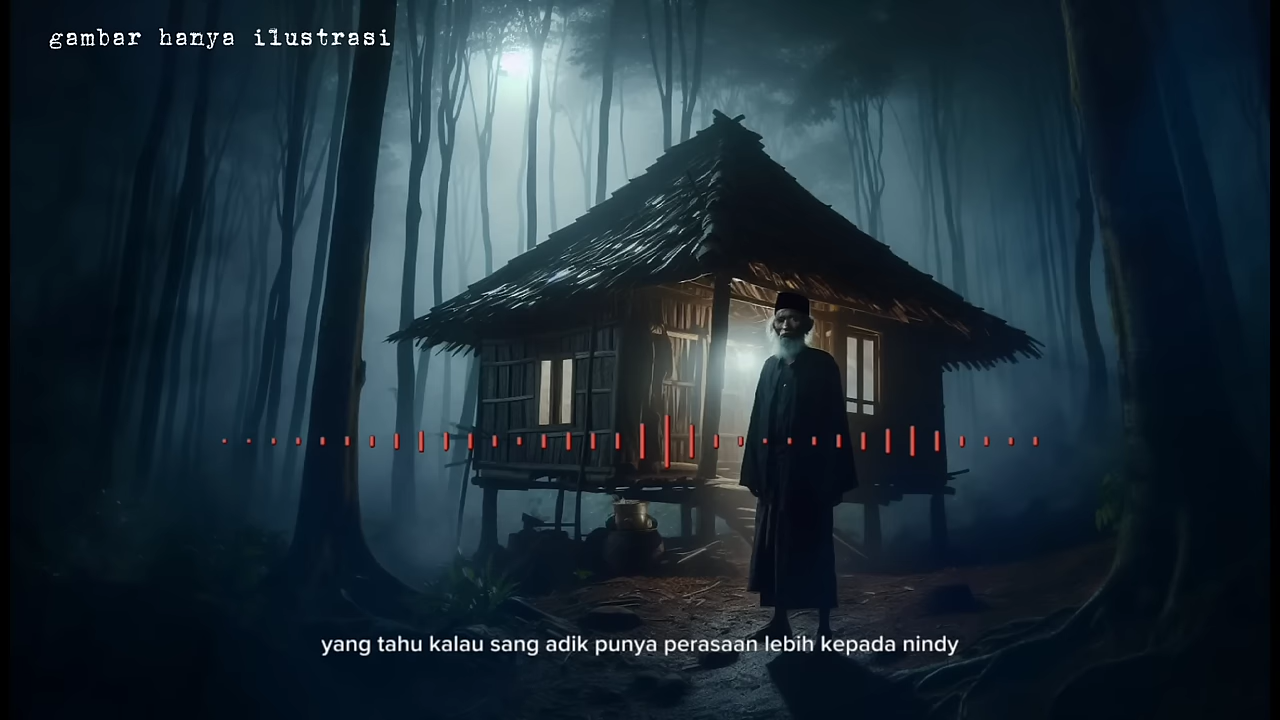 gambar hanya ilustrasi
yang tahu kalau sang adik punya perasaan lebih kepada nindy